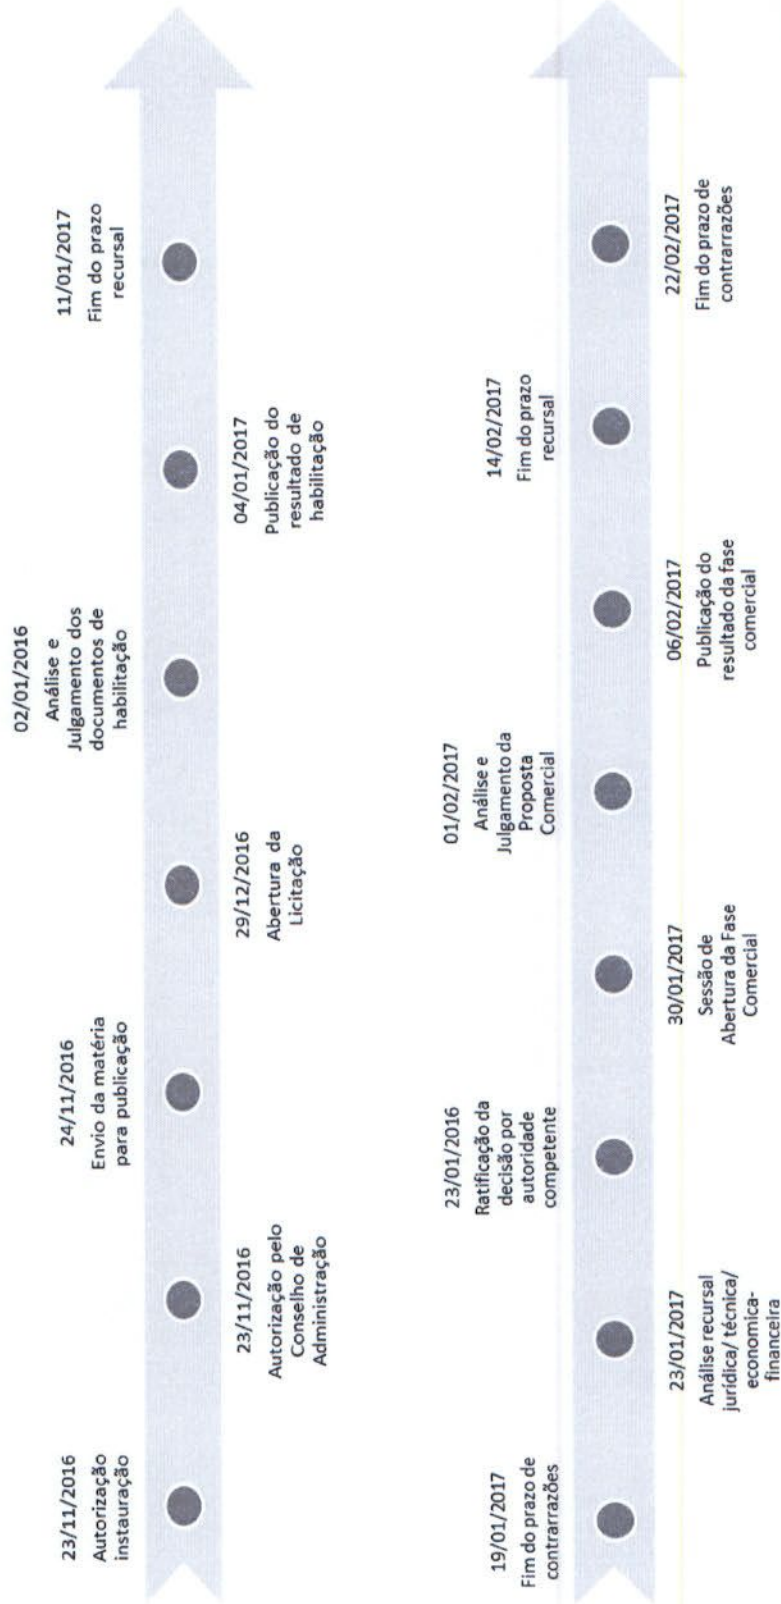 23/11/2016
Autorização
instauração
23/11/2016
Autorização pelo
Conselho de
Administração
24/11/2016
Envio da matéria
para publicação
29/12/2016
Abertura da
Licitação
02/01/2016
Análise e
Julgamento dos
documentos de
habilitação
04/01/2017
Publicação do
resultado de
habilitação
11/01/2017
Fim do prazo
recursal
19/01/2017
Fim do prazo de
contrarrazões
23/01/2017
Análise recursal
jurídica/ técnica/
economica-
financeira
23/01/2016
Ratificação da
decisão por
autoridade
competente
30/01/2017
Sessão de
Abertura da Fase
Comercial
01/02/2017
Análise e
Julgamento da
Proposta
Comercial
06/02/2017
Publicação do
resultado da fase
comercial
14/02/2017
Fim do prazo
recursal
22/02/2017
Fim do prazo de
contrarrazões